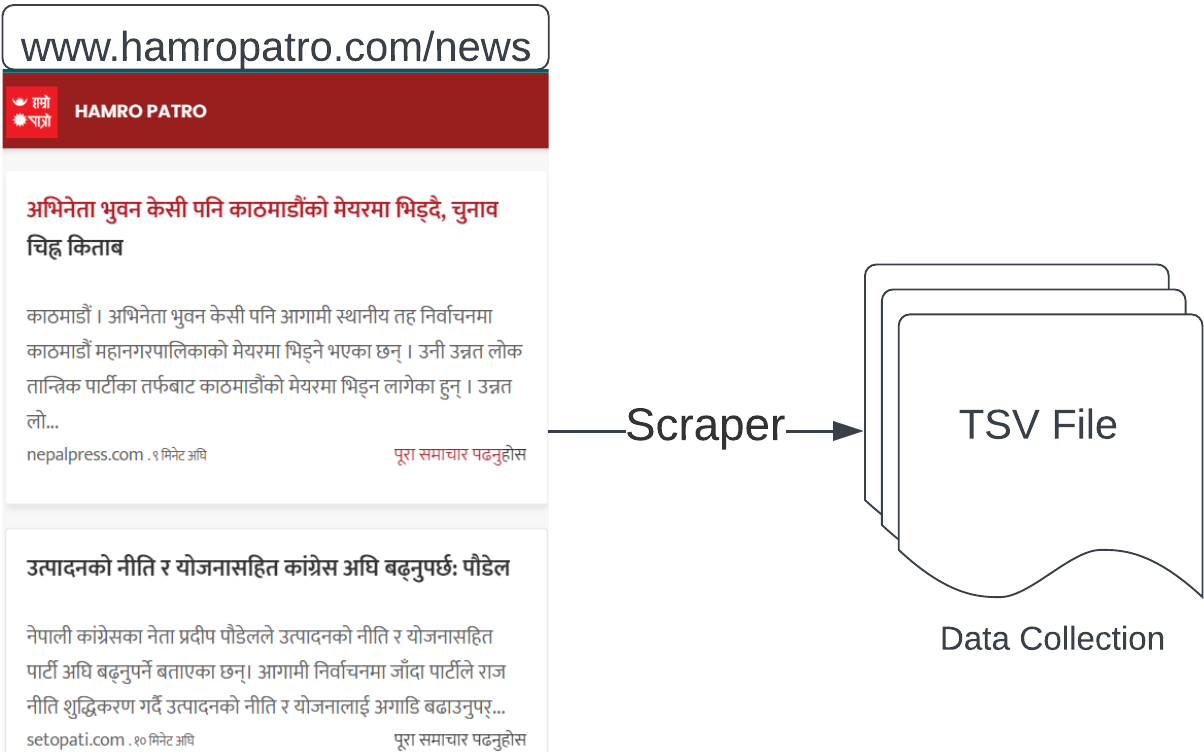 www.hamropatro.com/news
हाम्रो
पात्रो
HAMRO PATRO
अभिनेता भुवन केसी पनि काठमाडौंको मेयरमा भिड्दै, चुनाव
चिह्न किताब
काठमाडौं । अभिनेता भुवन केसी पनि आगामी स्थानीय तह निर्वाचनमा
काठमाडौं महानगरपालिकाको मेयरमा भिड्ने भएका छन् । उनी उन्नत लोक
तान्त्रिक पार्टीका तर्फबाट काठमाडौंको मेयरमा भिड्न लागेका हुन् । उन्नत
लो...
nepalpress.com . ९ मिनेट अघि पूरा समाचार पढनुहोस
उत्पादनको नीति र योजनासहित कांग्रेस अघि बढ्नुपर्छ: पौडेल
नेपाली कांग्रेसका नेता प्रदीप पौडेलले उत्पादनको नीति र योजनासहित
पार्टी अघि बढ्नुपर्ने बताएका छन्। आगामी निर्वाचनमा जाँदा पार्टीले राज
नीति शुद्धिकरण गर्दै उत्पादनको नीति र योजनालाई अगाडि बढाउनुपर्...
setopati.com . १० मिनेट अघि पूरा समाचार पढनुहोस
Scraper
TSV File
Data Collection